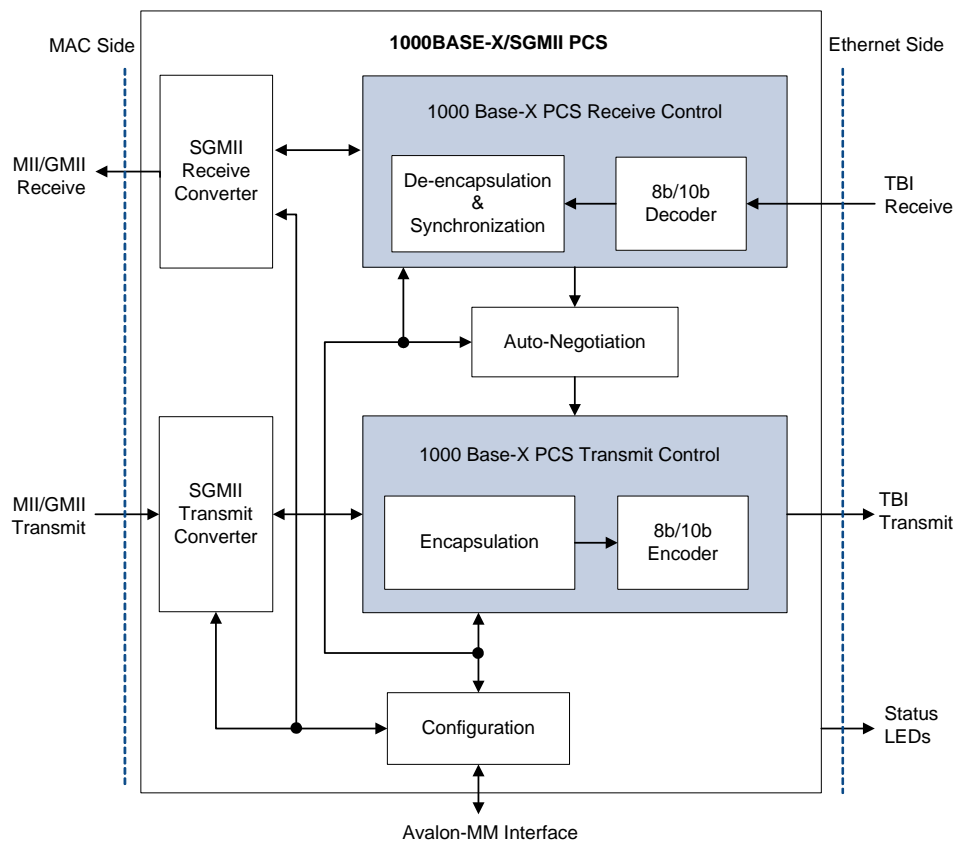 MAC Side
1000BASE-X/SGMII PCS
Ethernet Side
1000 Base-X PCS Receive Control
MII/GMII
Receive
SGMII
Receive
Converter
De-encapsulation
&
Synchronization
8b/10b
Decoder
TBI
Receive
Auto-Negotiation
1000 Base-X PCS Transmit Control
MII/GMII
Transmit
SGMII
Transmit
Converter
Encapsulation
8b/10b
Encoder
TBI
Transmit
Configuration
Status
LEDs
Avalon-MM Interface